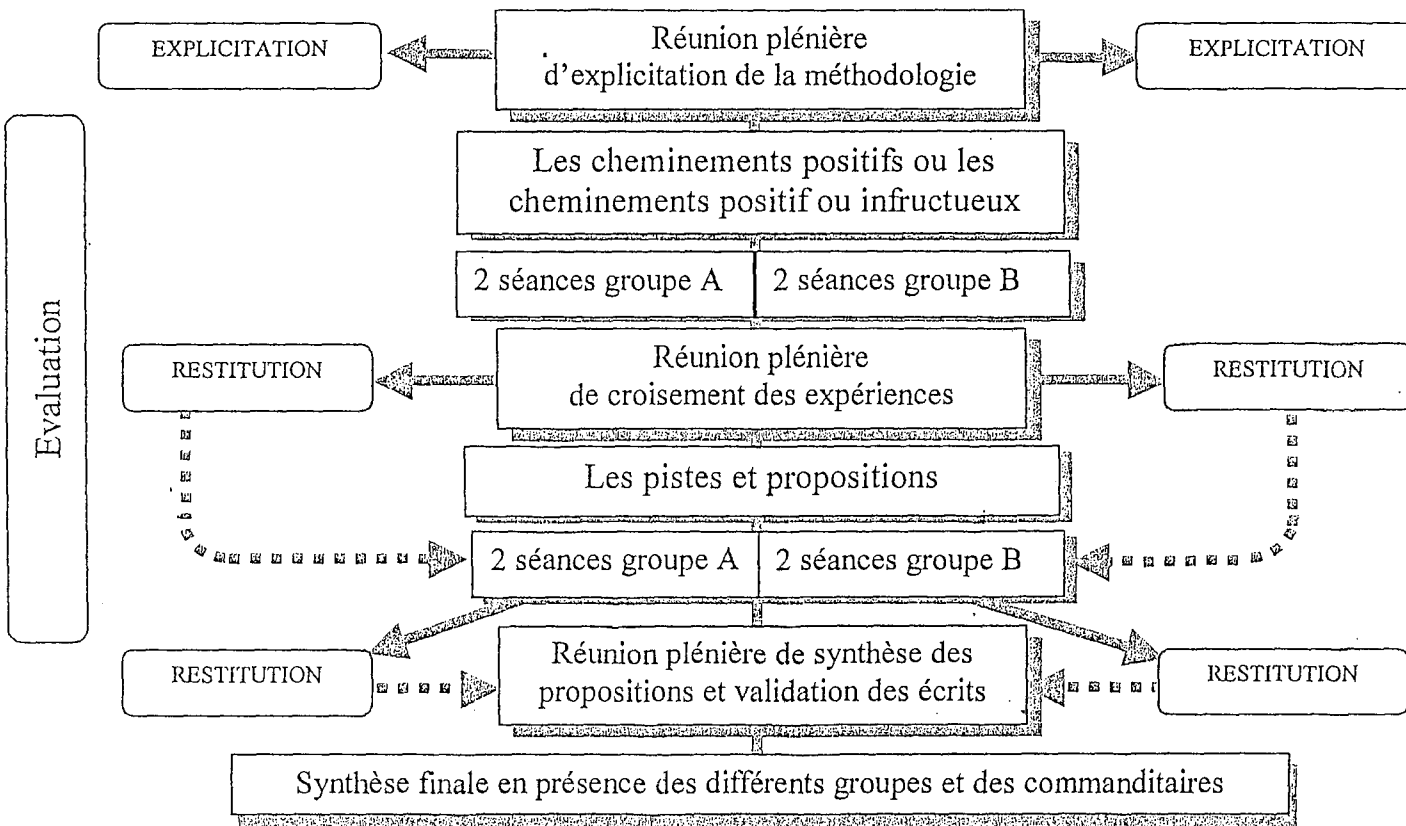 EXPLICITATION
Réunion plénière
d'explicitation de la méthodologie
EXPLICITATION
Les cheminements positifs ou les
cheminements positif ou infructueux
2 séances groupe A
2 séances groupe B
Evaluation
RESTITUTION
Réunion plénière
de croisement des expériences
RESTITUTION
Les pistes et propositions
2 séances groupe A
2 séances groupe B
RESTITUTION
Réunion plénière de synthèse des
propositions et validation des écrits
RESTITUTION
Synthèse finale en présence des différents groupes et des commanditaires